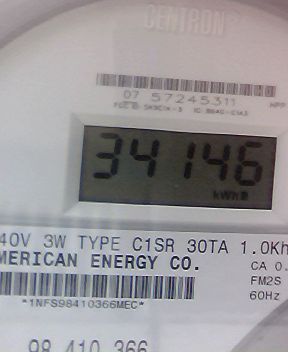 CENTRON®
07 57245311
34146
kWh
40V 3W TYPE C1SR 30TA 1.0Kh
MERICAN ENERGY CO.
CA 0.
FM2S
60Hz
*1NFS98410366MEC*
98 410 366